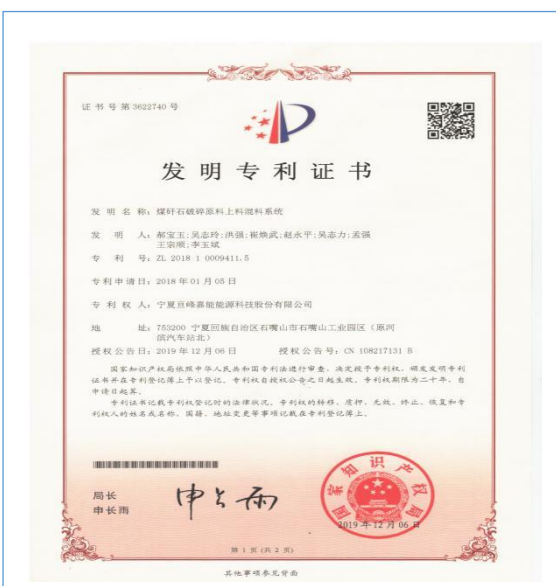 证书号第3622740号
发明专利证书
发 明 名 称：煤矸石破碎原料上料混料系统
发 明 人：郝宝玉;吴志玲;洪强;崔焕武;赵永平;吴志力;孟强
王宗顺;李玉斌
专 利 号：ZL 2018 1 0009411.5
专利申请日：2018年01月05日
专 利 权 人：宁夏亘峰嘉能能源科技股份有限公司
地 址：753200 宁夏回族自治区石嘴山市石嘴山工业园区（原河
滨汽车站北）
授权公告日：2019年12月06日 授权公告号：CN 108217131 B
国家知识产权局依照中华人民共和国专利法进行审查，决定授予专利权，颁发发明专利
证书并在专利登记簿上予以登记。专利权自授权公告之日起生效。专利权期限为二十年，自
申请日起算。
专利证书记载专利权登记时的法律状况。专利权的转移、质押、无效、终止、恢复和专
利权人的姓名或名称、国籍、地址变更等事项记载在专利登记簿上。
局长
申长雨
申长雨
国家知识产权局
2019年12月06日
第 1 页 (共 2 页)
其他事项参见背面